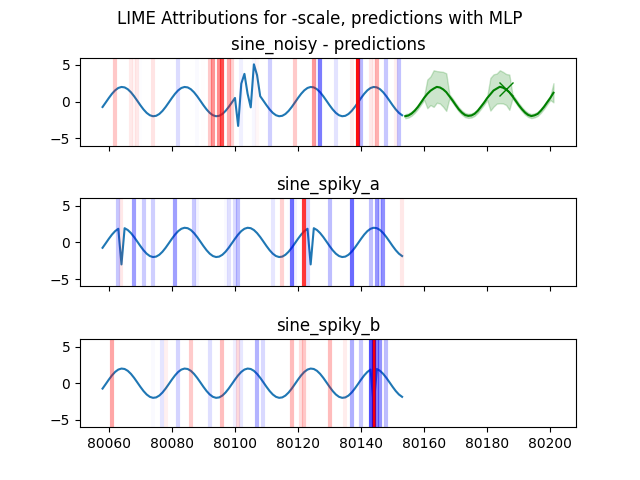 LIME Attributions for -scale, predictions with MLP
sine_noisy - predictions
5
0
−5
sine_spiky_a
5
0
−5
sine_spiky_b
5
0
−5
80060 80080 80100 80120 80140 80160 80180 80200